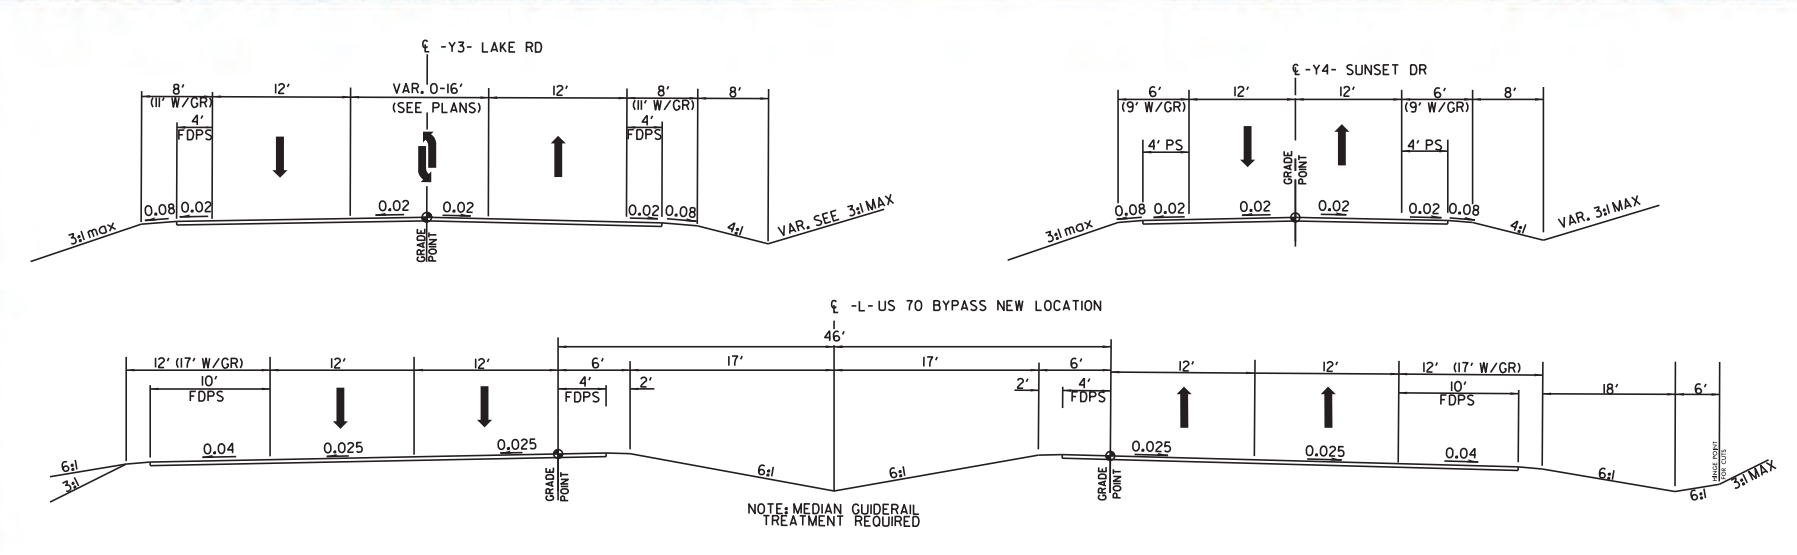 ℄ -Y3- LAKE RD
8' 12' VAR. 0-16' 12' 8' 8'
(11' W/GR) (SEE PLANS) (11' W/GR)
4' 4'
FDPS FDPS
0.08 0.02 0.02 0.02 0.02 0.08
3:1 max 4:1 VAR. SEE 3:1 MAX
GRADE
POINT
℄ -Y4- SUNSET DR
6' 12' 12' 6' 8'
(9' W/GR) (9' W/GR)
4' PS 4' PS
GRADE
POINT
0.08 0.02 0.02 0.02 0.02 0.08
3:1 max 4:1 VAR. 3:1 MAX
℄ -L- US 70 BYPASS NEW LOCATION
46'
12' (17' W/GR) 12' 12' 6' 17' 17' 6' 12' 12' 12' (17' W/GR)
10' 4' 2' 2' 4' 10' 18' 6'
FDPS FDPS FDPS FDPS
0.04 0.025 0.025 0.025 0.025 0.04
6:1 6:1 6:1 6:1 6:1
3:1 3:1 MAX
GRADE
POINT
GRADE
POINT
HINGE POINT
FOR CUTS
NOTE: MEDIAN GUIDERAIL
TREATMENT REQUIRED